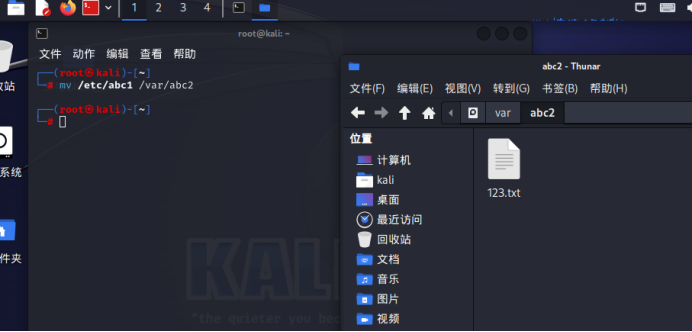 1 2 3 4
root@kali: ~
文件 动作 编辑 查看 帮助
(root㉿kali)-[~]
# mv /etc/abc1 /var/abc2
(root㉿kali)-[~]
#
收站
系统
件夹
KALI
"the quieter you bec
abc2 - Thunar
文件(F) 编辑(E) 视图(V) 转到(G) 书签(B) 帮助(H)
var abc2
位置
计算机
kali
桌面
最近访问
回收站
文档
音乐
图片
视频
123.txt